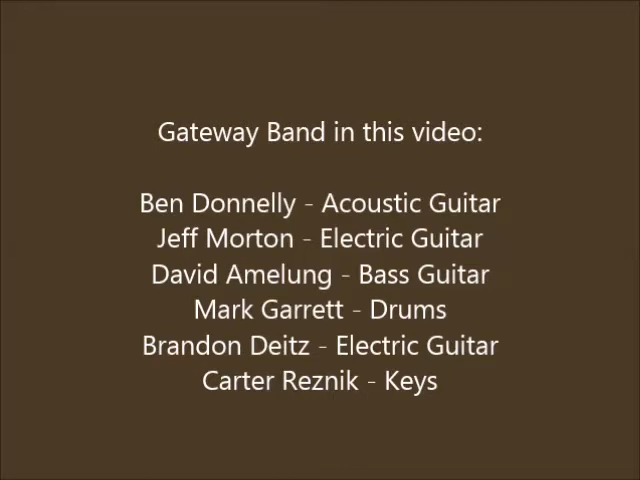 Gateway Band in this video:
Ben Donnelly - Acoustic Guitar
Jeff Morton - Electric Guitar
David Amelung - Bass Guitar
Mark Garrett - Drums
Brandon Deitz - Electric Guitar
Carter Reznik - Keys